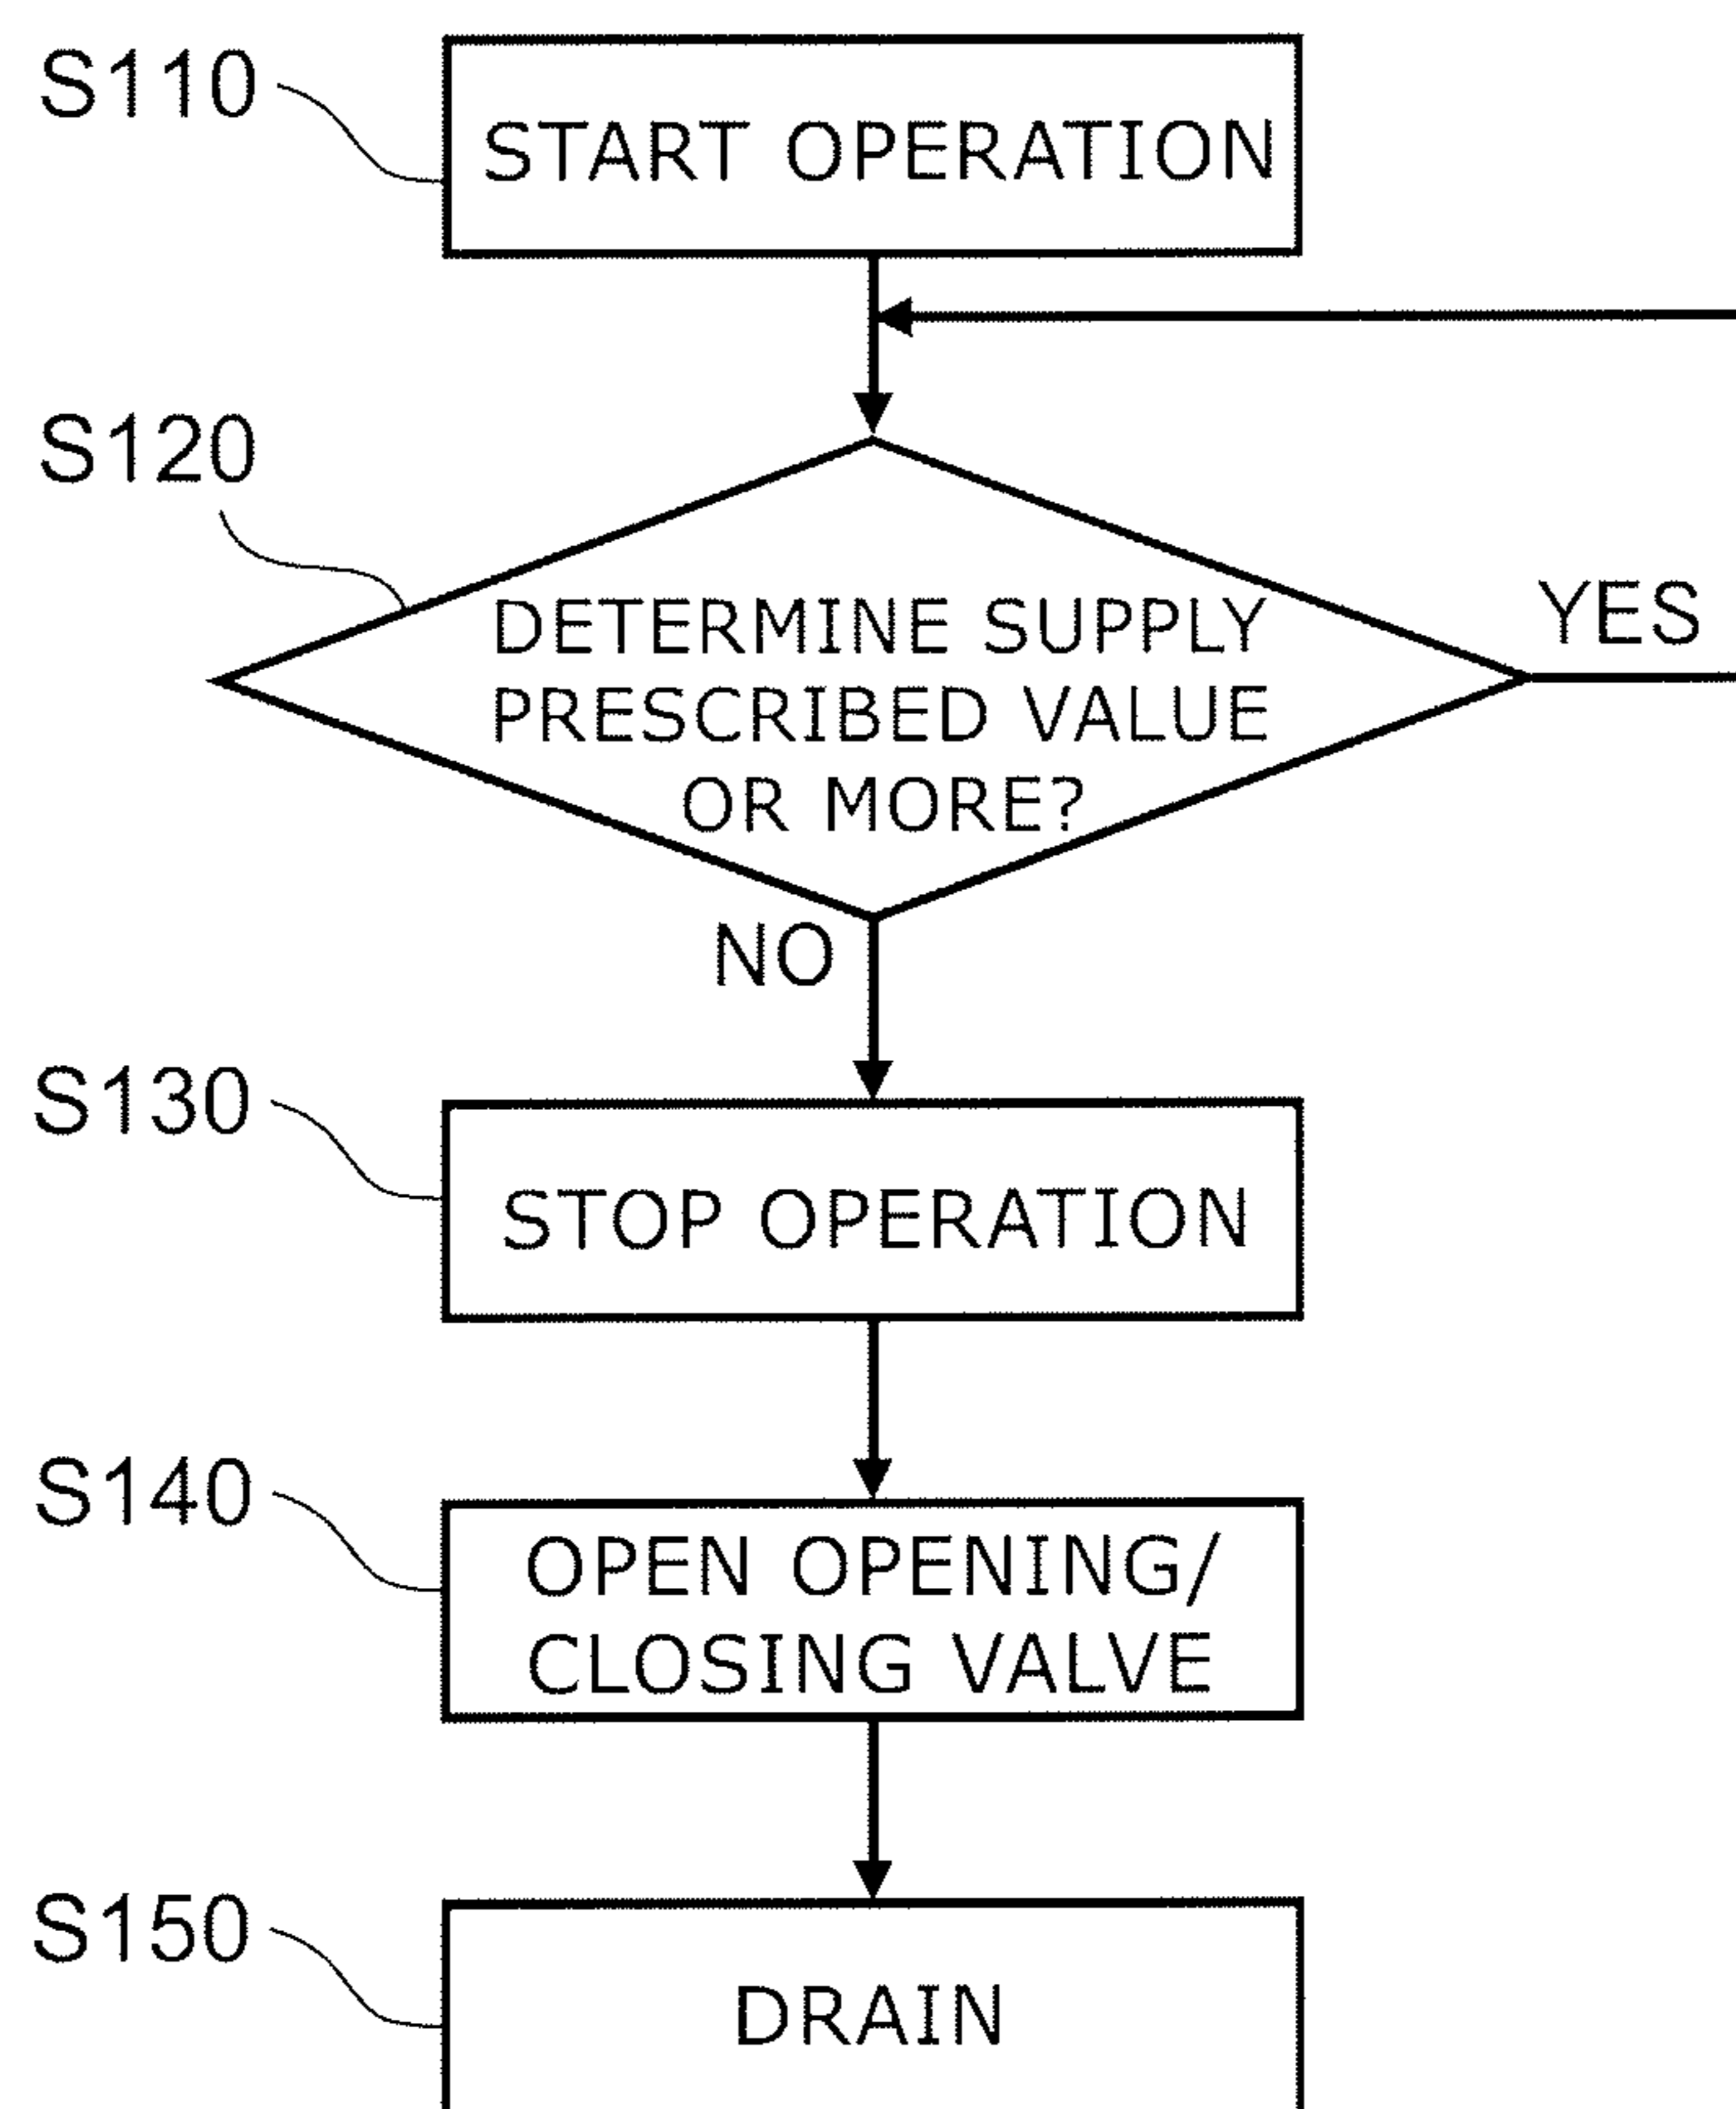 S110
START OPERATION
S120
DETERMINE SUPPLY
PRESCRIBED VALUE
OR MORE?
YES
NO
S130
STOP OPERATION
S140
OPEN OPENING/
CLOSING VALVE
S150
DRAIN